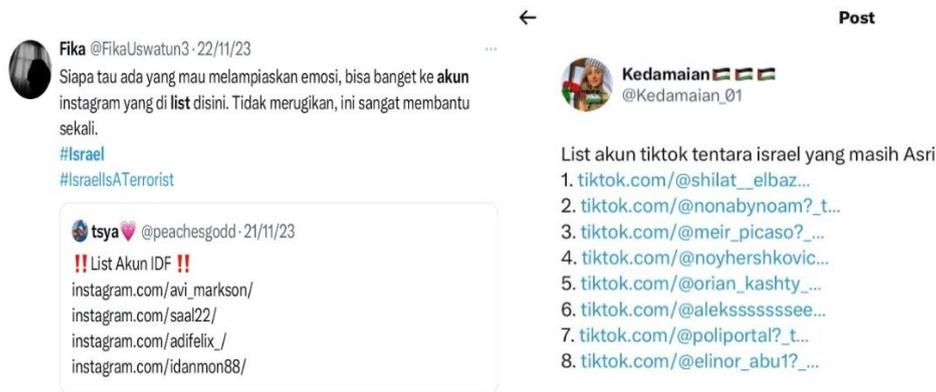 Fika @FikaUswatun3 · 22/11/23
Siapa tau ada yang mau melampiaskan emosi, bisa banget ke akun
instagram yang di list disini. Tidak merugikan, ini sangat membantu
sekali.
#Israel
#IsraelIsATerrorist
tsya💗 @peachesgodd · 21/11/23
‼️List Akun IDF ‼️
instagram.com/avi_markson/
instagram.com/saal22/
instagram.com/adifelix_/
instagram.com/idanmon88/
Post
Kedamaian🇵🇸 🇵🇸 🇵🇸
@Kedamaian_01
List akun tiktok tentara israel yang masih Asri
1. tiktok.com/@shilat__elbaz...
2. tiktok.com/@nonabynoam?_t...
3. tiktok.com/@meir_picaso?_...
4. tiktok.com/@noyhershkovic...
5. tiktok.com/@orian_kashty_...
6. tiktok.com/@aleksssssssee...
7. tiktok.com/@poliportal?_t...
8. tiktok.com/@elinor_abu1?_...